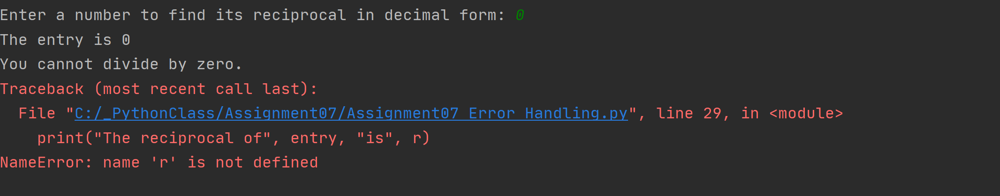 Enter a number to find its reciprocal in decimal form: 0
The entry is 0
You cannot divide by zero.
Traceback (most recent call last):
  File "C:/_PythonClass/Assignment07/Assignment07_Error_Handling.py", line 29, in <module>
    print("The reciprocal of", entry, "is", r)
NameError: name 'r' is not defined